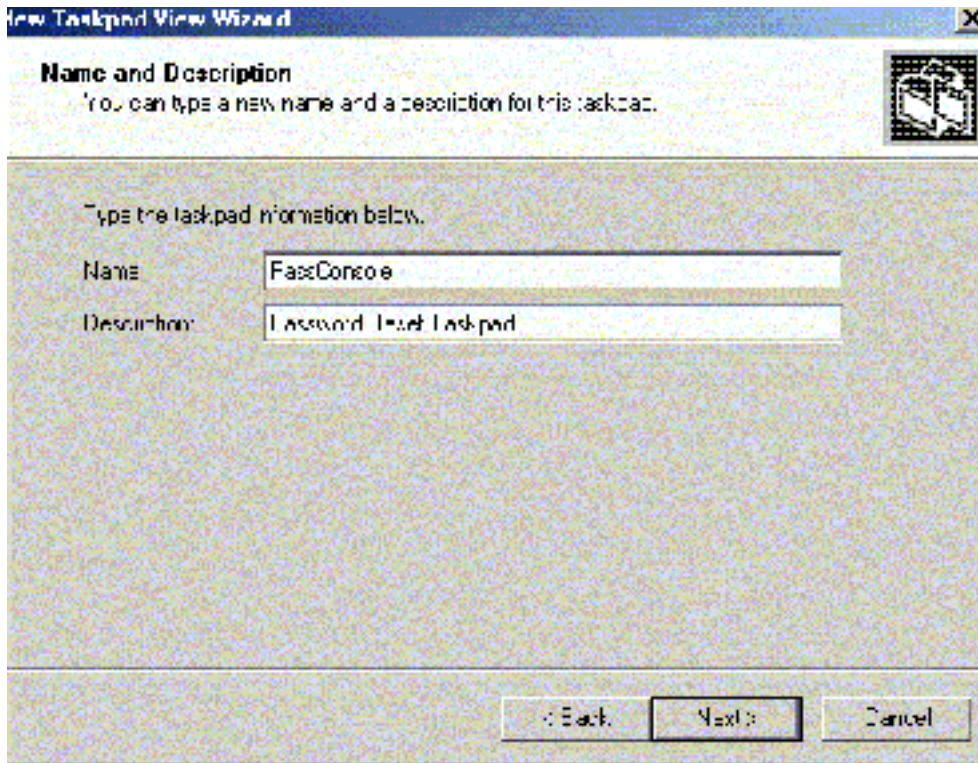 New Taskpad View Wizard
Name and Description
You can type a new name and a description for this taskpad.
Type the taskpad information below.
Name
PassConsole
Description:
Password Reset Taskpad
< Back
Next >
Cancel